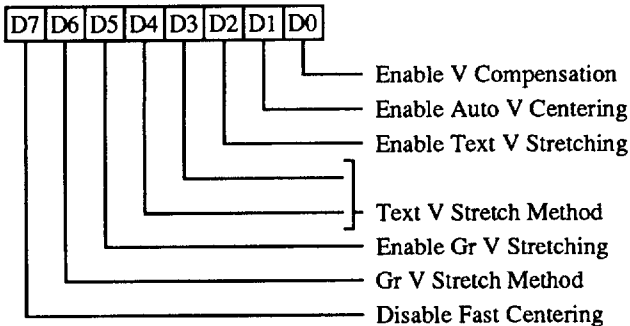 D7 D6 D5 D4 D3 D2 D1 D0
Enable V Compensation
Enable Auto V Centering
Enable Text V Stretching
Text V Stretch Method
Enable Gr V Stretching
Gr V Stretch Method
Disable Fast Centering